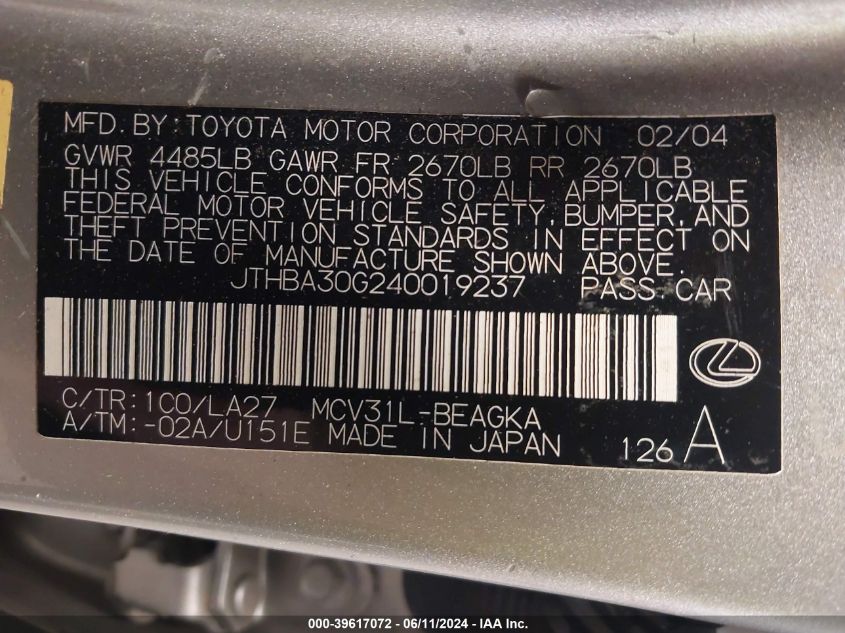 MFD. BY: TOYOTA MOTOR CORPORATION 02/04
GVWR 4485LB GAWR FR 2670LB RR 2670LB
THIS VEHICLE CONFORMS TO ALL APPLICABLE
FEDERAL MOTOR VEHICLE SAFETY, BUMPER, AND
THEFT PREVENTION STANDARDS IN EFFECT ON
THE DATE OF MANUFACTURE SHOWN ABOVE.
JTHBA30G240019237 PASS.CAR
C/TR: 1C0/LA27 MCV31L-BEAGKA
A/TM: -02A/U151E MADE IN JAPAN
126 A
000-39617072 - 06/11/2024 - IAA Inc.